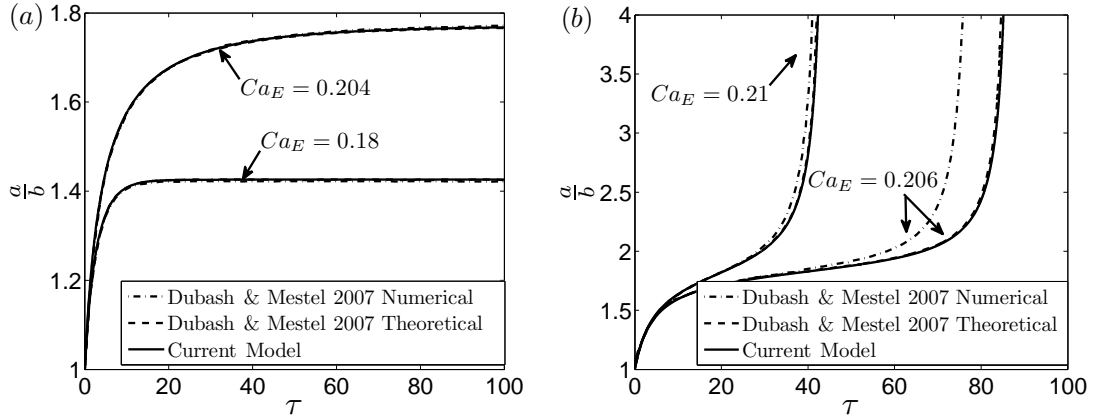 (a)
1.8
1.6
1.4
1.2
1
a/b
Ca_E = 0.204
Ca_E = 0.18
Dubash & Mestel 2007 Numerical
Dubash & Mestel 2007 Theoretical
Current Model
0 20 40 60 80 100
τ
(b)
4
3.5
3
2.5
2
1.5
1
a/b
Ca_E = 0.21
Ca_E = 0.206
Dubash & Mestel 2007 Numerical
Dubash & Mestel 2007 Theoretical
Current Model
0 20 40 60 80 100
τ